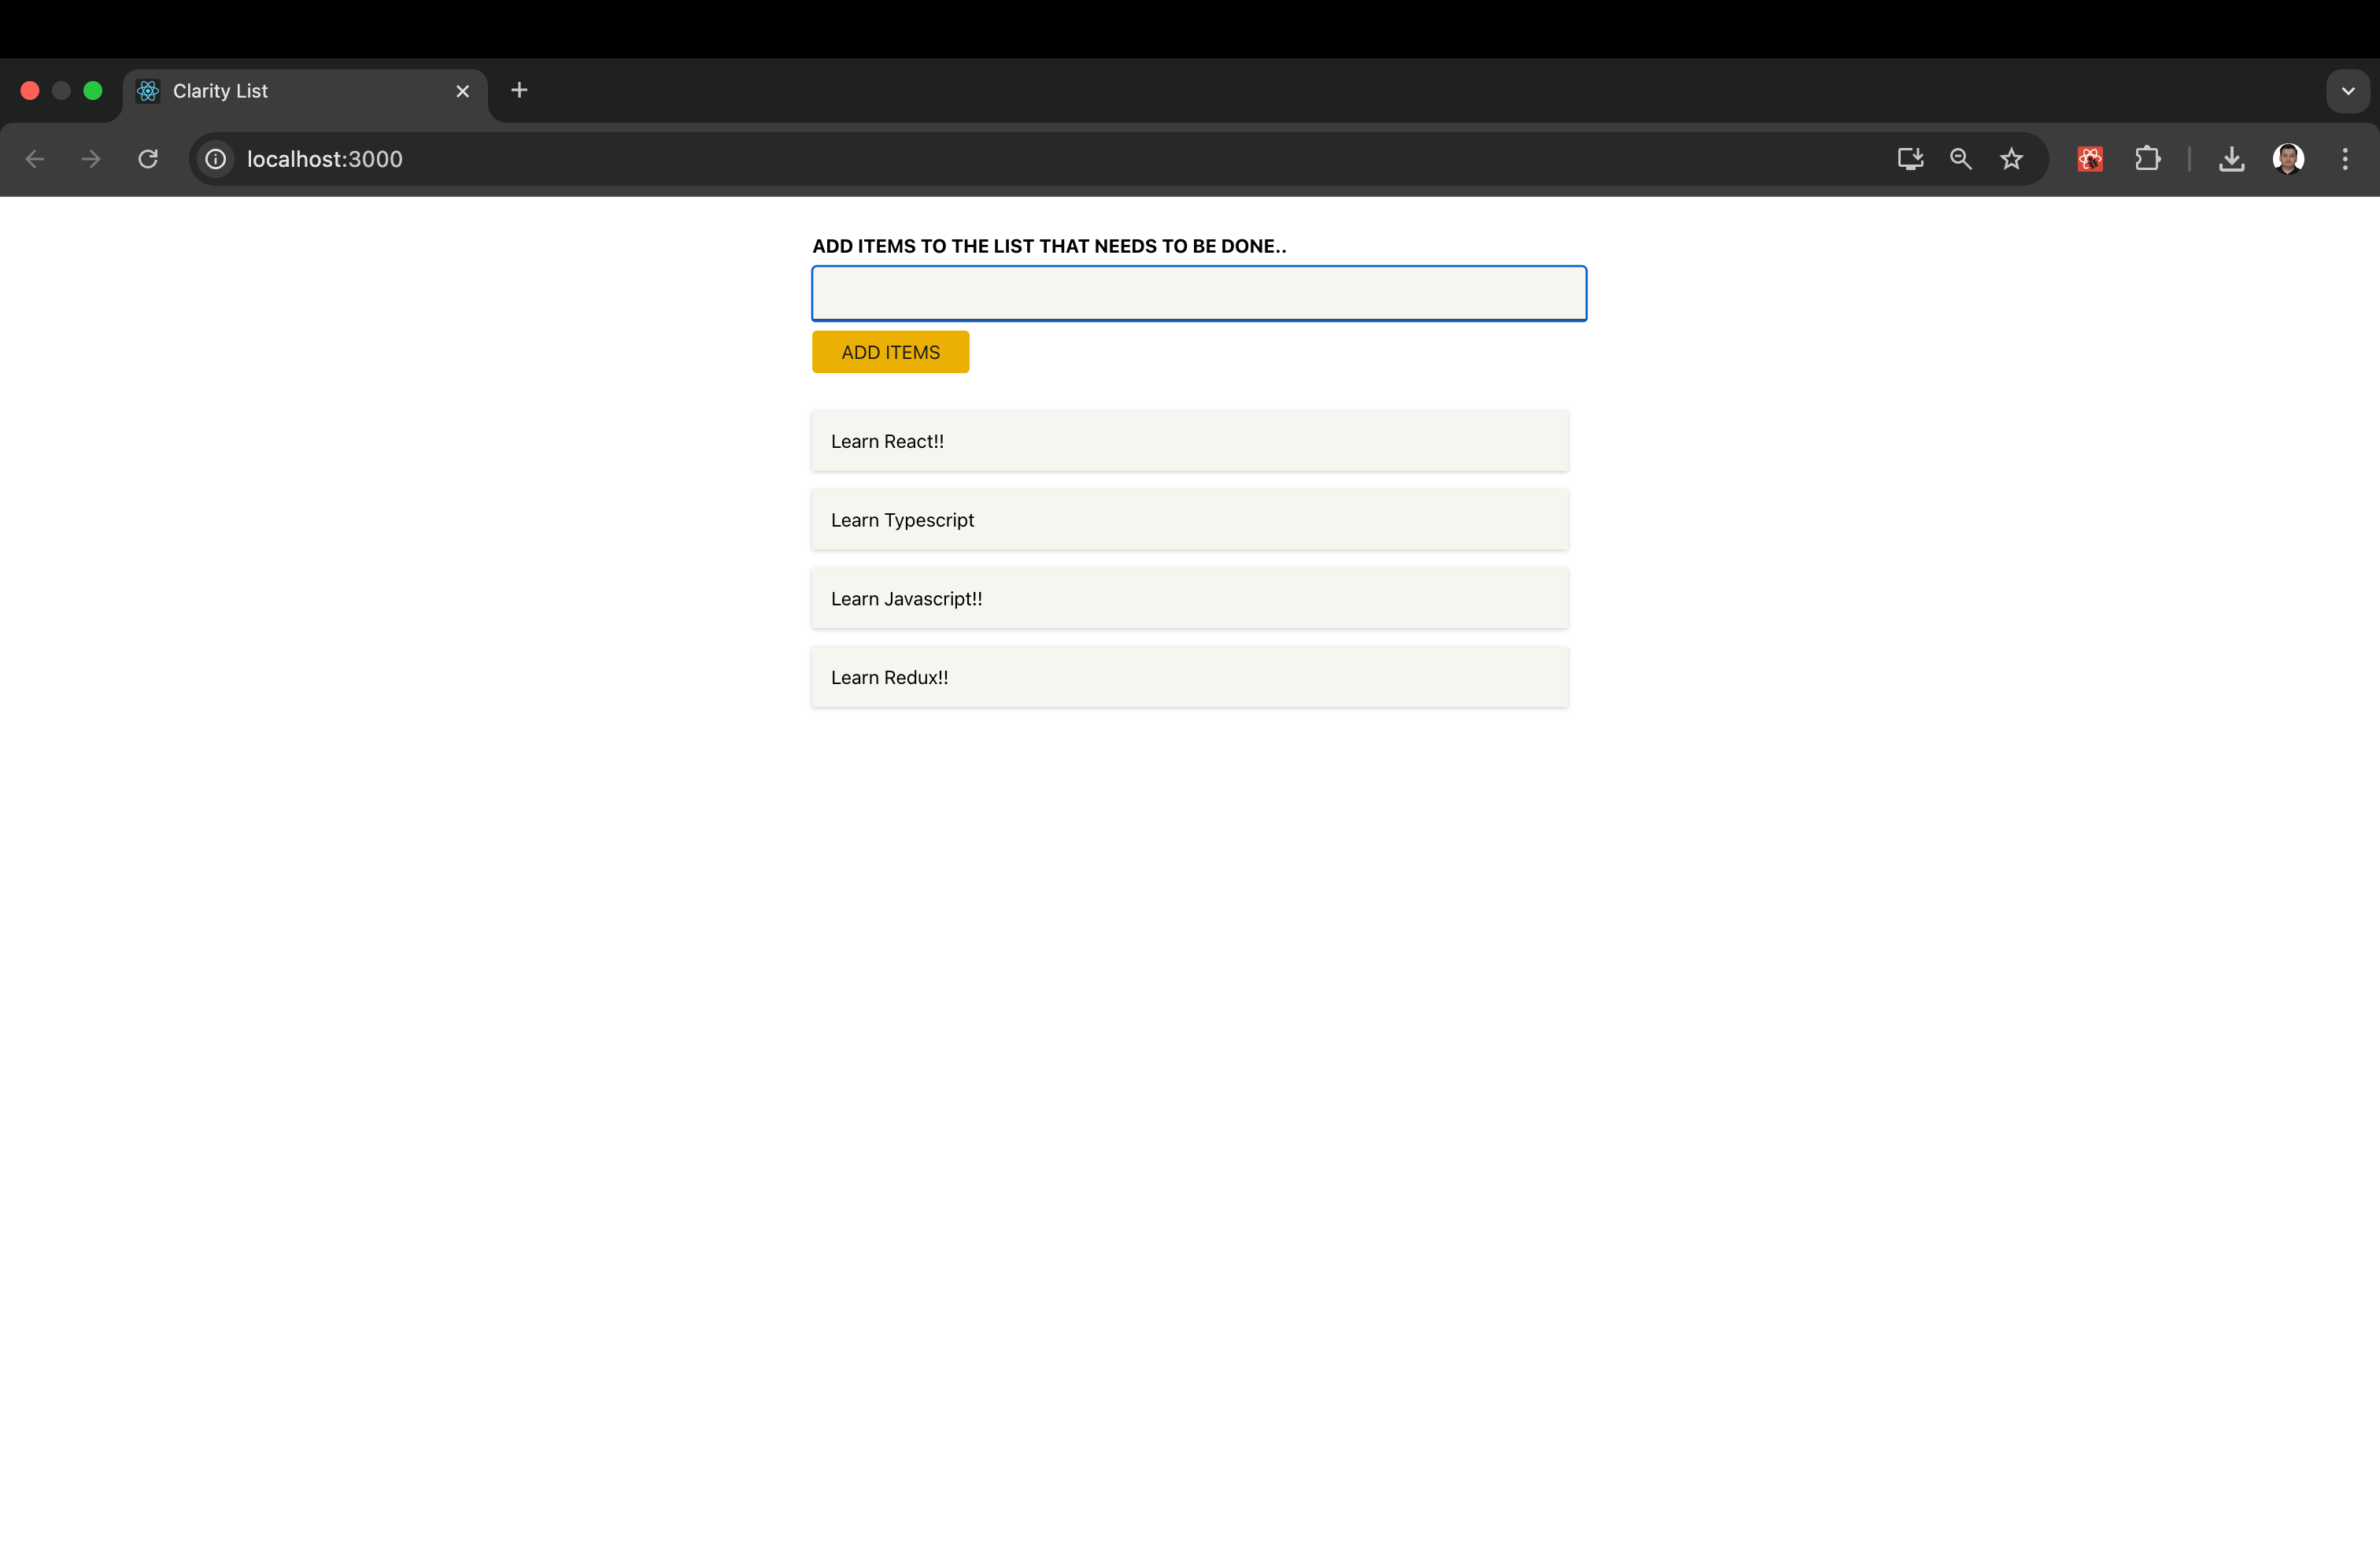 Clarity List
localhost:3000
ADD ITEMS TO THE LIST THAT NEEDS TO BE DONE..
ADD ITEMS
Learn React!!
Learn Typescript
Learn Javascript!!
Learn Redux!!